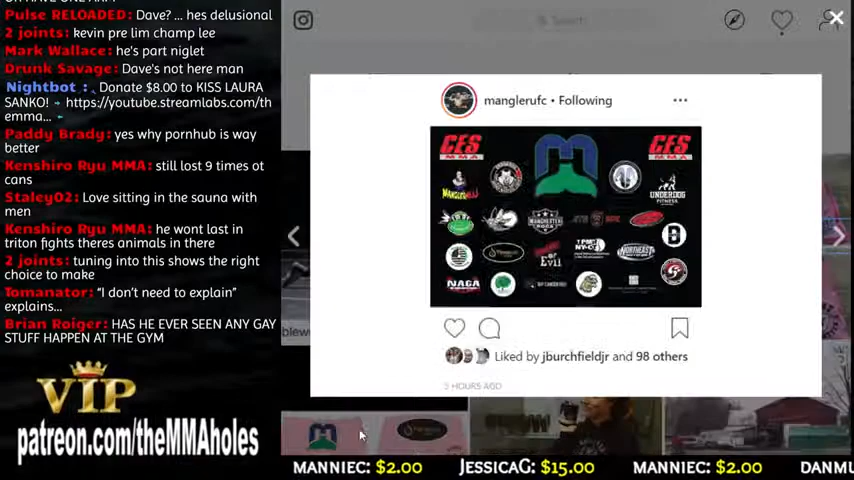 Pulse RELOADED: Dave? ... hes delusional
2 joints: kevin pre lim champ lee
Mark Wallace: he's part niglet
Drunk Savage: Dave's not here man
Nightbot : Donate $8.00 to KISS LAURA
SANKO! → https://youtube.streamlabs.com/th
emma... ←
Paddy Brady: yes why pornhub is way
better
Kenshiro Ryu MMA: still lost 9 times ot
cans
Staley02: Love sitting in the sauna with
men
Kenshiro Ryu MMA: he wont last in
triton fights theres animals in there
2 joints: tuning into this shows the right
choice to make
Tomanator: “I don't need to explain”
explains...
Brian Roiger: HAS HE EVER SEEN ANY GAY
STUFF HAPPEN AT THE GYM
VIP
patreon.com/theMMAholes
Search
manglerufc • Following
CES
MMA
CES
MMA
UNDERDOG
FITNESS
NORTHEAST
NAGA
Liked by jburchfieldjr and 98 others
5 HOURS AGO
MANNIEC: $2.00 JESSICAG: $15.00 MANNIEC: $2.00 DANMU